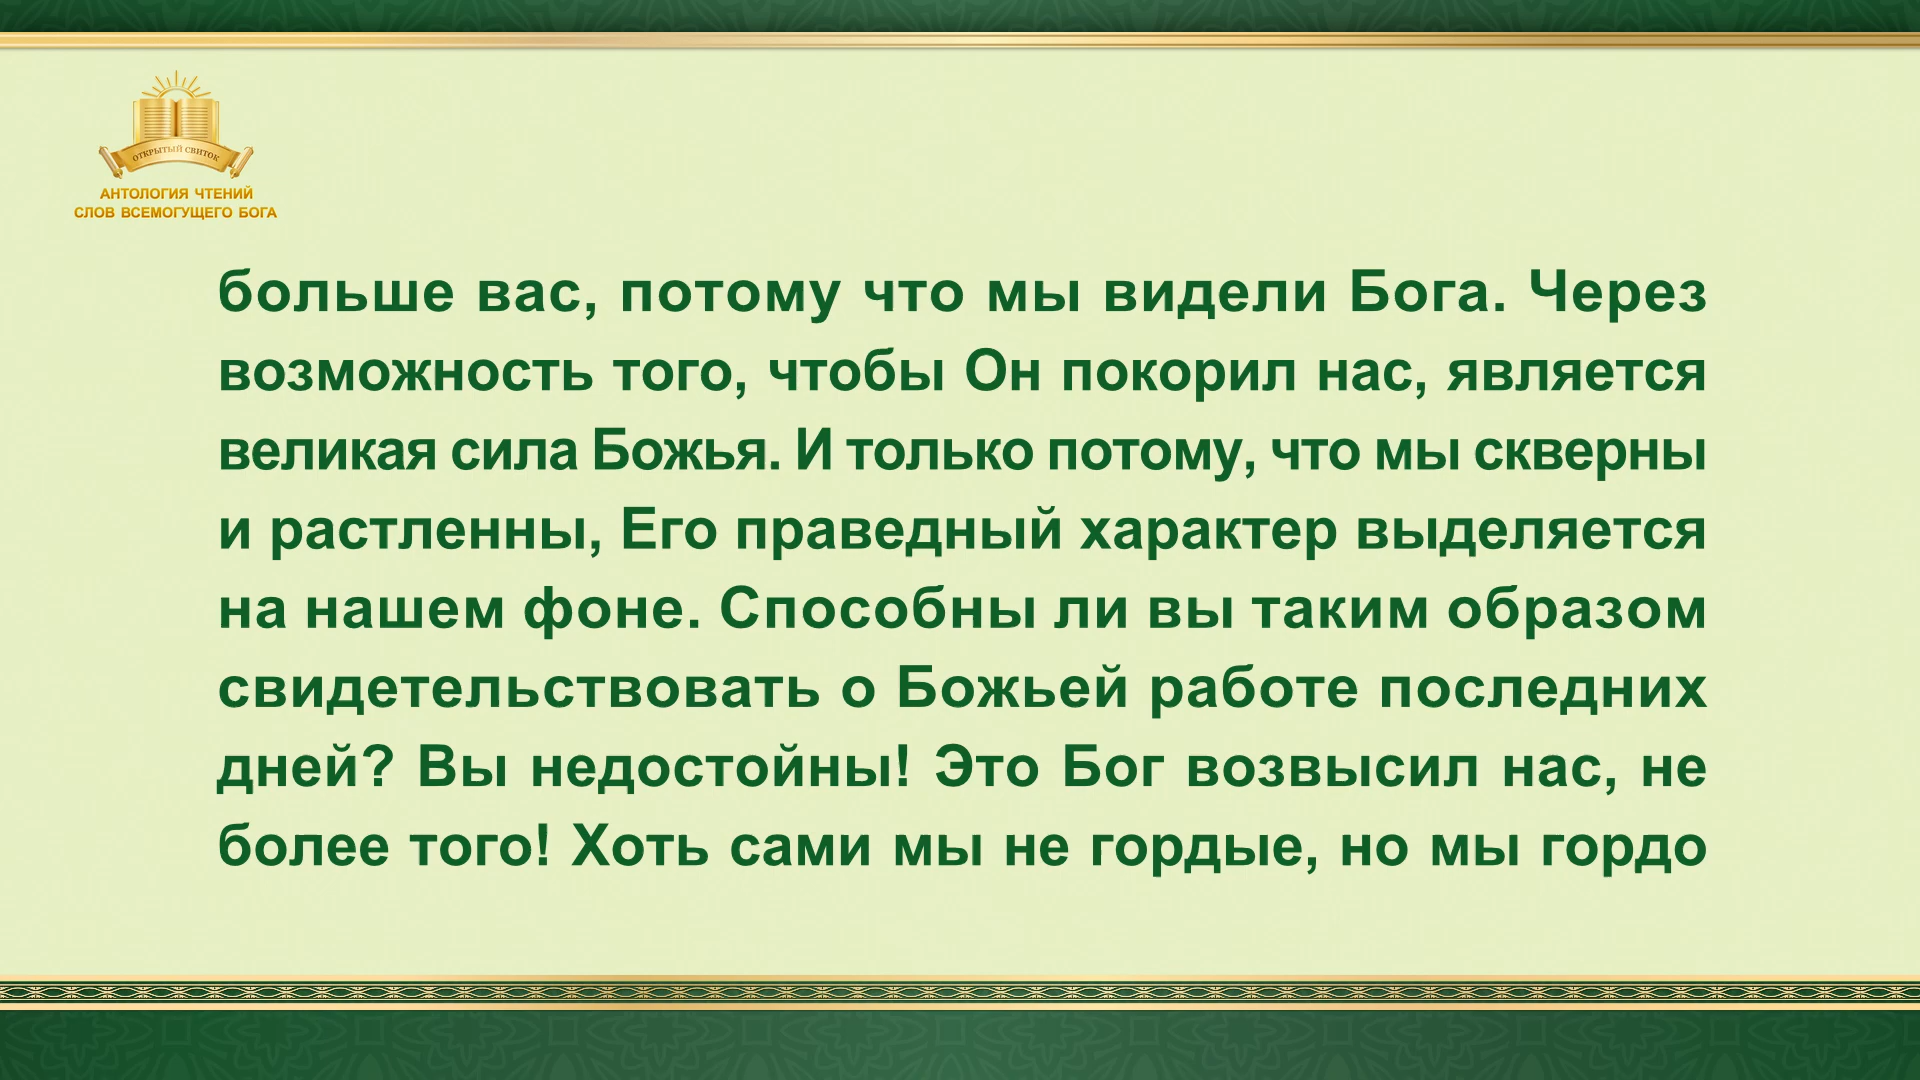 ОТКРЫТЫЙ СВИТОК
АНТОЛОГИЯ ЧТЕНИЙ
СЛОВ ВСЕМОГУЩЕГО БОГА
больше вас, потому что мы видели Бога. Через
возможность того, чтобы Он покорил нас, является
великая сила Божья. И только потому, что мы скверны
и растленны, Его праведный характер выделяется
на нашем фоне. Способны ли вы таким образом
свидетельствовать о Божьей работе последних
дней? Вы недостойны! Это Бог возвысил нас, не
более того! Хоть сами мы не гордые, но мы гордо